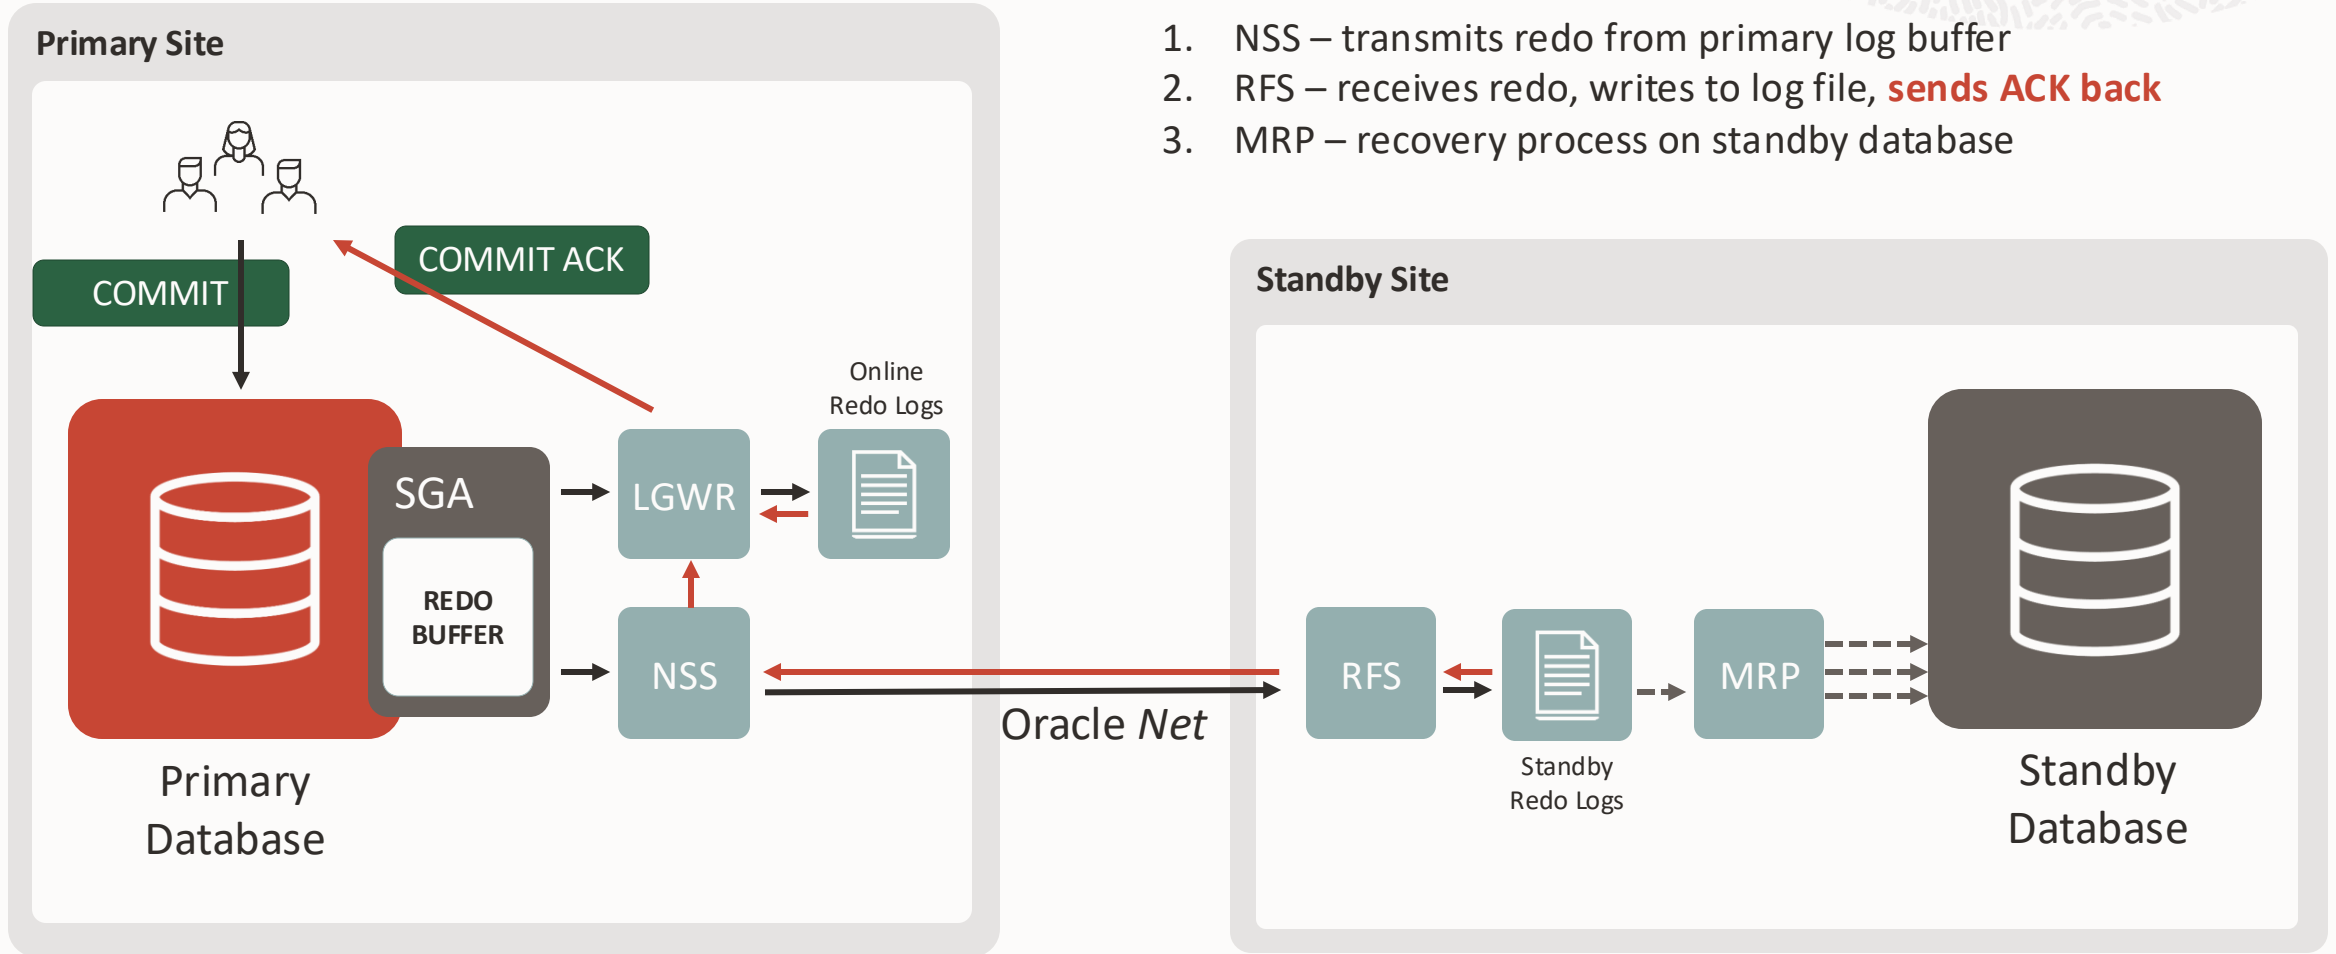 Primary Site
1. NSS – transmits redo from primary log buffer
2. RFS – receives redo, writes to log file, sends ACK back
3. MRP – recovery process on standby database
COMMIT ACK
COMMIT
Standby Site
Online
Redo Logs
SGA
LGWR
REDO
BUFFER
NSS
RFS
MRP
Oracle Net
Standby
Redo Logs
Primary
Database
Standby
Database